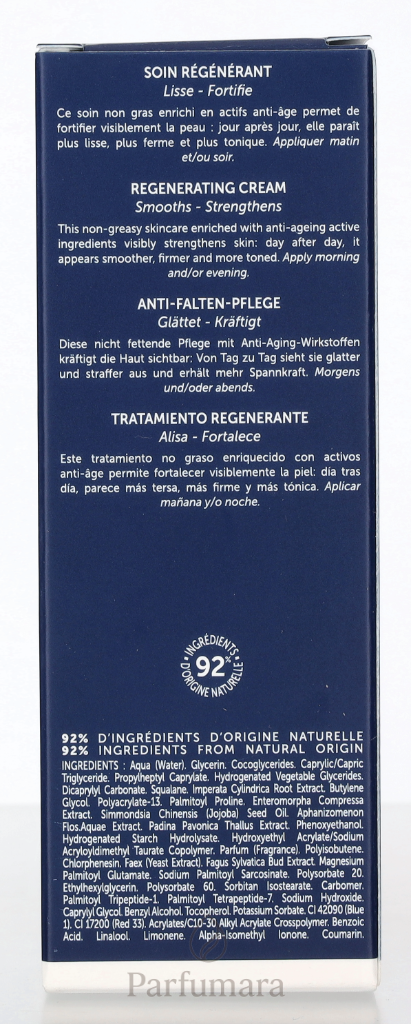 SOIN RÉGÉNÉRANT
Lisse - Fortifie
Ce soin non gras enrichi en actifs anti-âge permet de
fortifier visiblement la peau : jour après jour, elle paraît
plus lisse, plus ferme et plus tonique. Appliquer matin
et/ou soir.
REGENERATING CREAM
Smooths - Strengthens
This non-greasy skincare enriched with anti-ageing active
ingredients visibly strengthens skin: day after day, it
appears smoother, firmer and more toned. Apply morning
and/or evening.
ANTI-FALTEN-PFLEGE
Glättet - Kräftigt
Diese nicht fettende Pflege mit Anti-Aging-Wirkstoffen
kräftigt die Haut sichtbar: Von Tag zu Tag sieht sie glatter
und straffer aus und erhält mehr Spannkraft. Morgens
und/oder abends.
TRATAMIENTO REGENERANTE
Alisa - Fortalece
Este tratamiento no graso enriquecido con activos
anti-âge permite fortalecer visiblemente la piel: día tras
día, parece más tersa, más firme y más tónica. Aplicar
mañana y/o noche.
INGRÉDIENTS
92%
D'ORIGINE NATURELLE
92% D'INGRÉDIENTS D'ORIGINE NATURELLE
92% INGREDIENTS FROM NATURAL ORIGIN
INGREDIENTS : Aqua (Water). Glycerin. Cocoglycerides. Caprylic/Capric
Triglyceride. Propylheptyl Caprylate. Hydrogenated Vegetable Glycerides.
Dicaprylyl Carbonate. Squalane. Imperata Cylindrica Root Extract. Butylene
Glycol. Polyacrylate-13. Palmitoyl Proline. Enteromorpha Compressa
Extract. Simmondsia Chinensis (Jojoba) Seed Oil. Aphanizomenon
Flos.Aquae Extract. Padina Pavonica Thallus Extract. Phenoxyethanol.
Hydrogenated Starch Hydrolysate. Hydroxyethyl Acrylate/Sodium
Acryloyldimethyl Taurate Copolymer. Parfum (Fragrance). Polyisobutene.
Chlorphenesin. Faex (Yeast Extract). Fagus Sylvatica Bud Extract. Magnesium
Palmitoyl Glutamate. Sodium Palmitoyl Sarcosinate. Polysorbate 20.
Ethylhexylglycerin. Polysorbate 60. Sorbitan Isostearate. Carbomer.
Palmitoyl Tripeptide-1. Palmitoyl Tetrapeptide-7. Sodium Hydroxide.
Caprylyl Glycol. Benzyl Alcohol. Tocopherol. Potassium Sorbate. CI 42090 (Blue
1). CI 17200 (Red 33). Acrylates/C10-30 Alkyl Acrylate Crosspolymer. Benzoic
Acid. Linalool. Limonene. Alpha-Isomethyl Ionone. Coumarin.
Parfumara